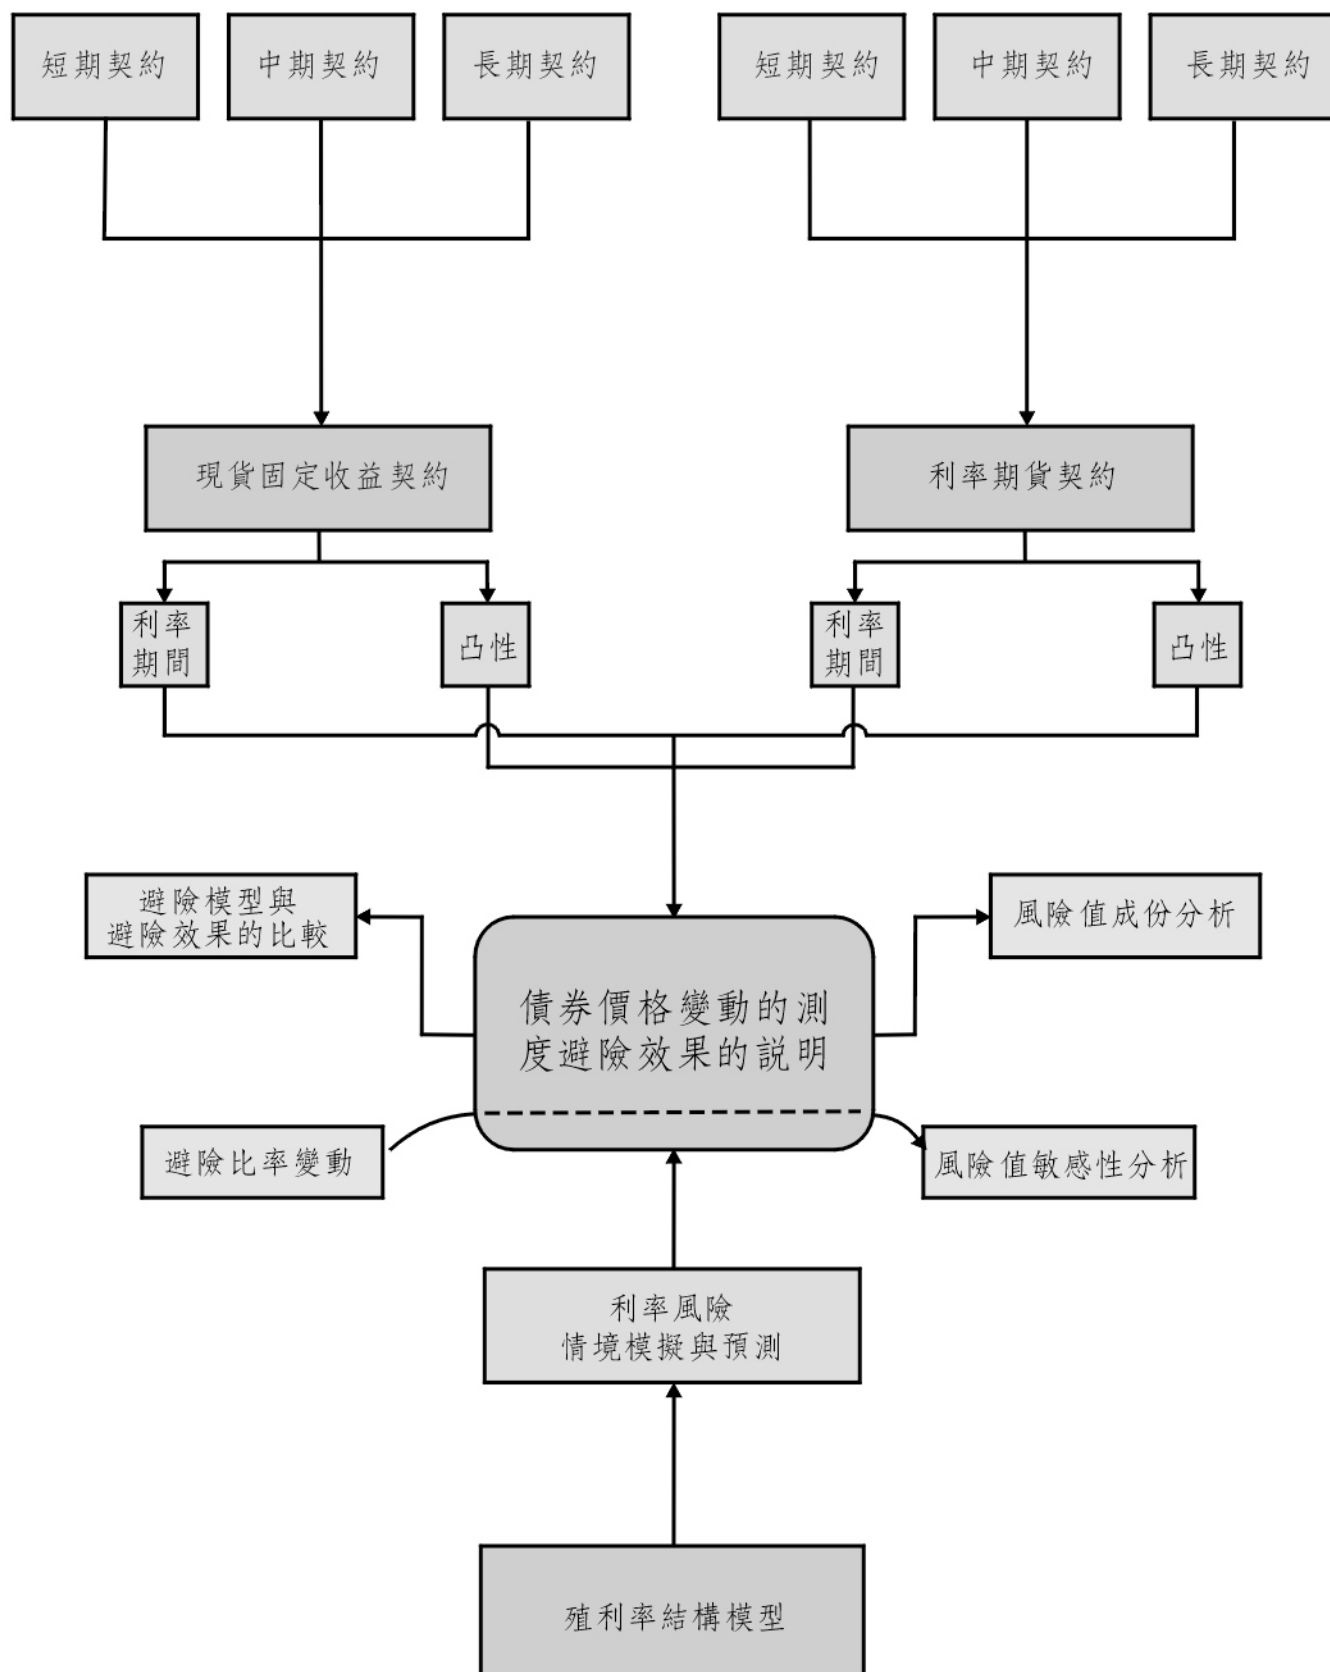 短期契約
中期契約
長期契約
短期契約
中期契約
長期契約
現貨固定收益契約
利率期貨契約
利率
期間
凸性
利率
期間
凸性
避險模型與
避險效果的比較
風險值成份分析
債券價格變動的測
度避險效果的説明
避險比率變動
風險值敏感性分析
利率風險
情境模擬與預測
殖利率結構模型